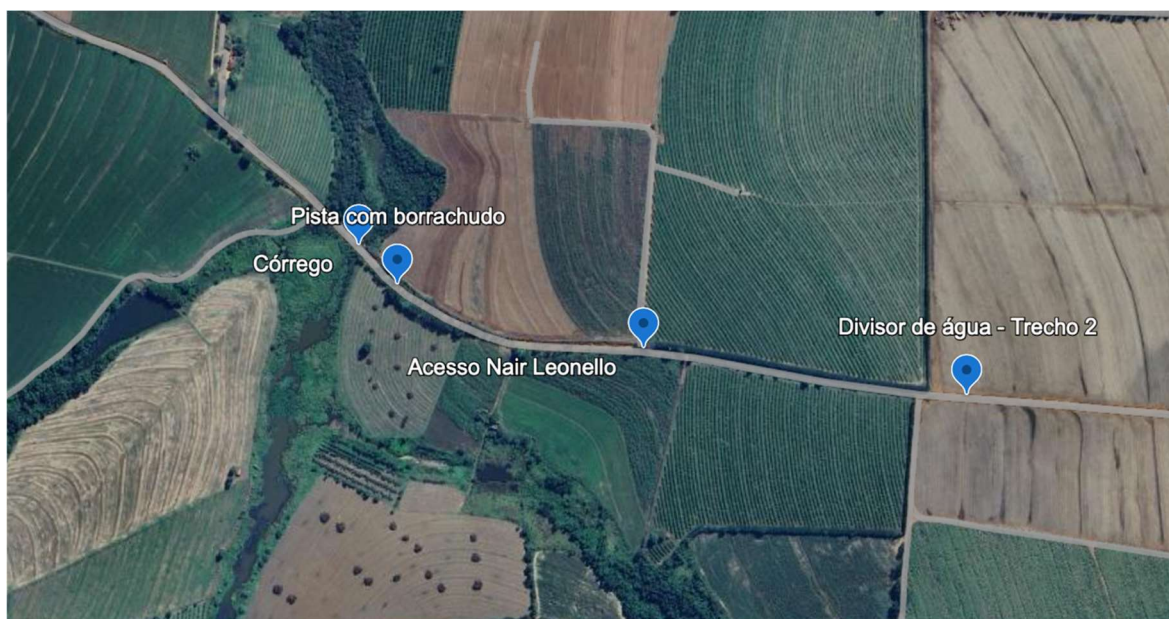 Pista com borrachudo
Córrego
Divisor de água - Trecho 2
Acesso Nair Leonello